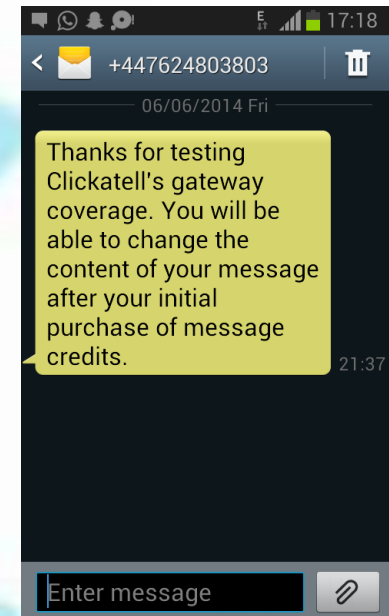 E 17:18
+447624803803
06/06/2014 Fri
Thanks for testing
Clickatell's gateway
coverage. You will be
able to change the
content of your message
after your initial
purchase of message
credits.
21:37
Enter message